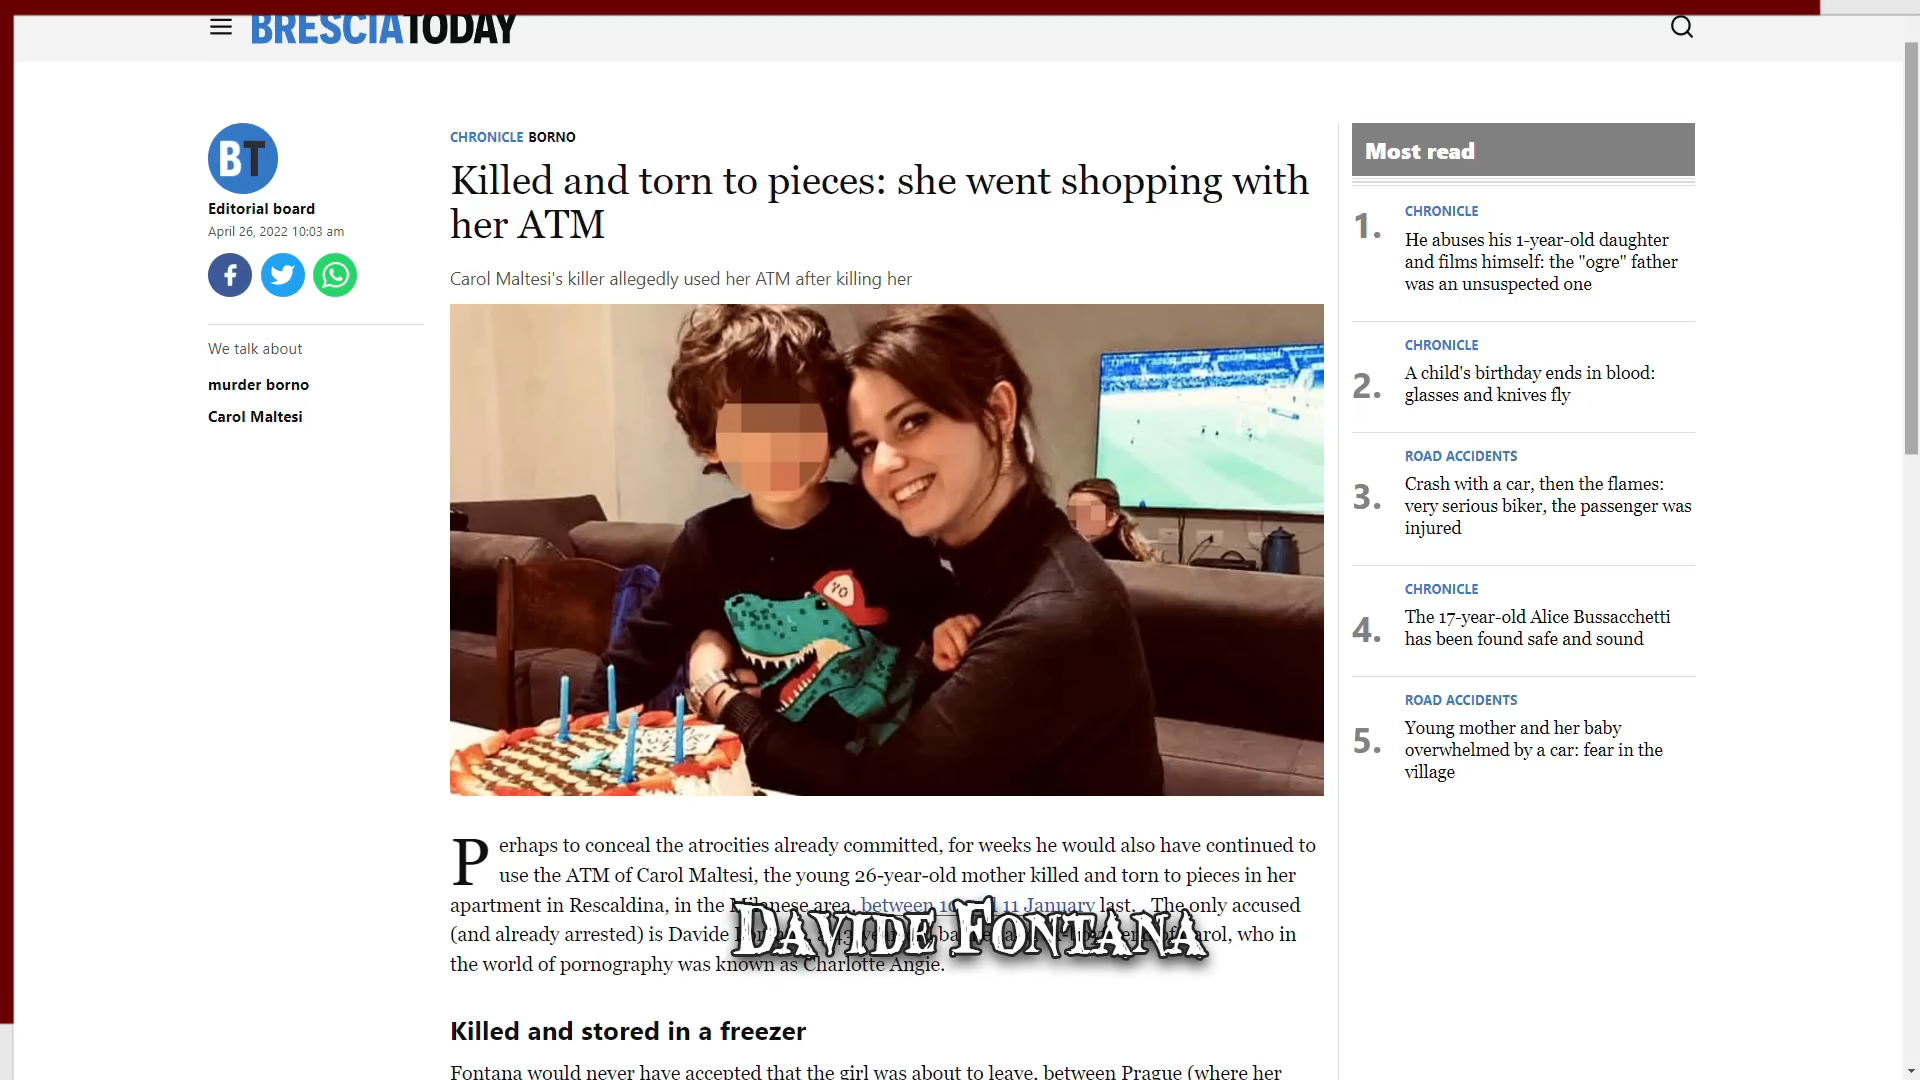 BRESCIATODAY
BT
Editorial board
April 26, 2022 10:03 am
We talk about
murder borno
Carol Maltesi
CHRONICLE BORNO
Killed and torn to pieces: she went shopping with
her ATM
Carol Maltesi's killer allegedly used her ATM after killing her
YO
Perhaps to conceal the atrocities already committed, for weeks he would also have continued to
use the ATM of Carol Maltesi, the young 26-year-old mother killed and torn to pieces in her
apartment in Rescaldina, in the Milanese area, between 10 11 January last. The only accused
(and already arrested) is Davide of Carol, who in
the world of pornography was known as Charlotte Angie.
DAVIDE FONTANA
Killed and stored in a freezer
Fontana would never have accepted that the girl was about to leave, between Prague (where her
Most read
1.
CHRONICLE
He abuses his 1-year-old daughter
and films himself: the "ogre" father
was an unsuspected one
2.
CHRONICLE
A child's birthday ends in blood:
glasses and knives fly
3.
ROAD ACCIDENTS
Crash with a car, then the flames:
very serious biker, the passenger was
injured
4.
CHRONICLE
The 17-year-old Alice Bussacchetti
has been found safe and sound
5.
ROAD ACCIDENTS
Young mother and her baby
overwhelmed by a car: fear in the
village